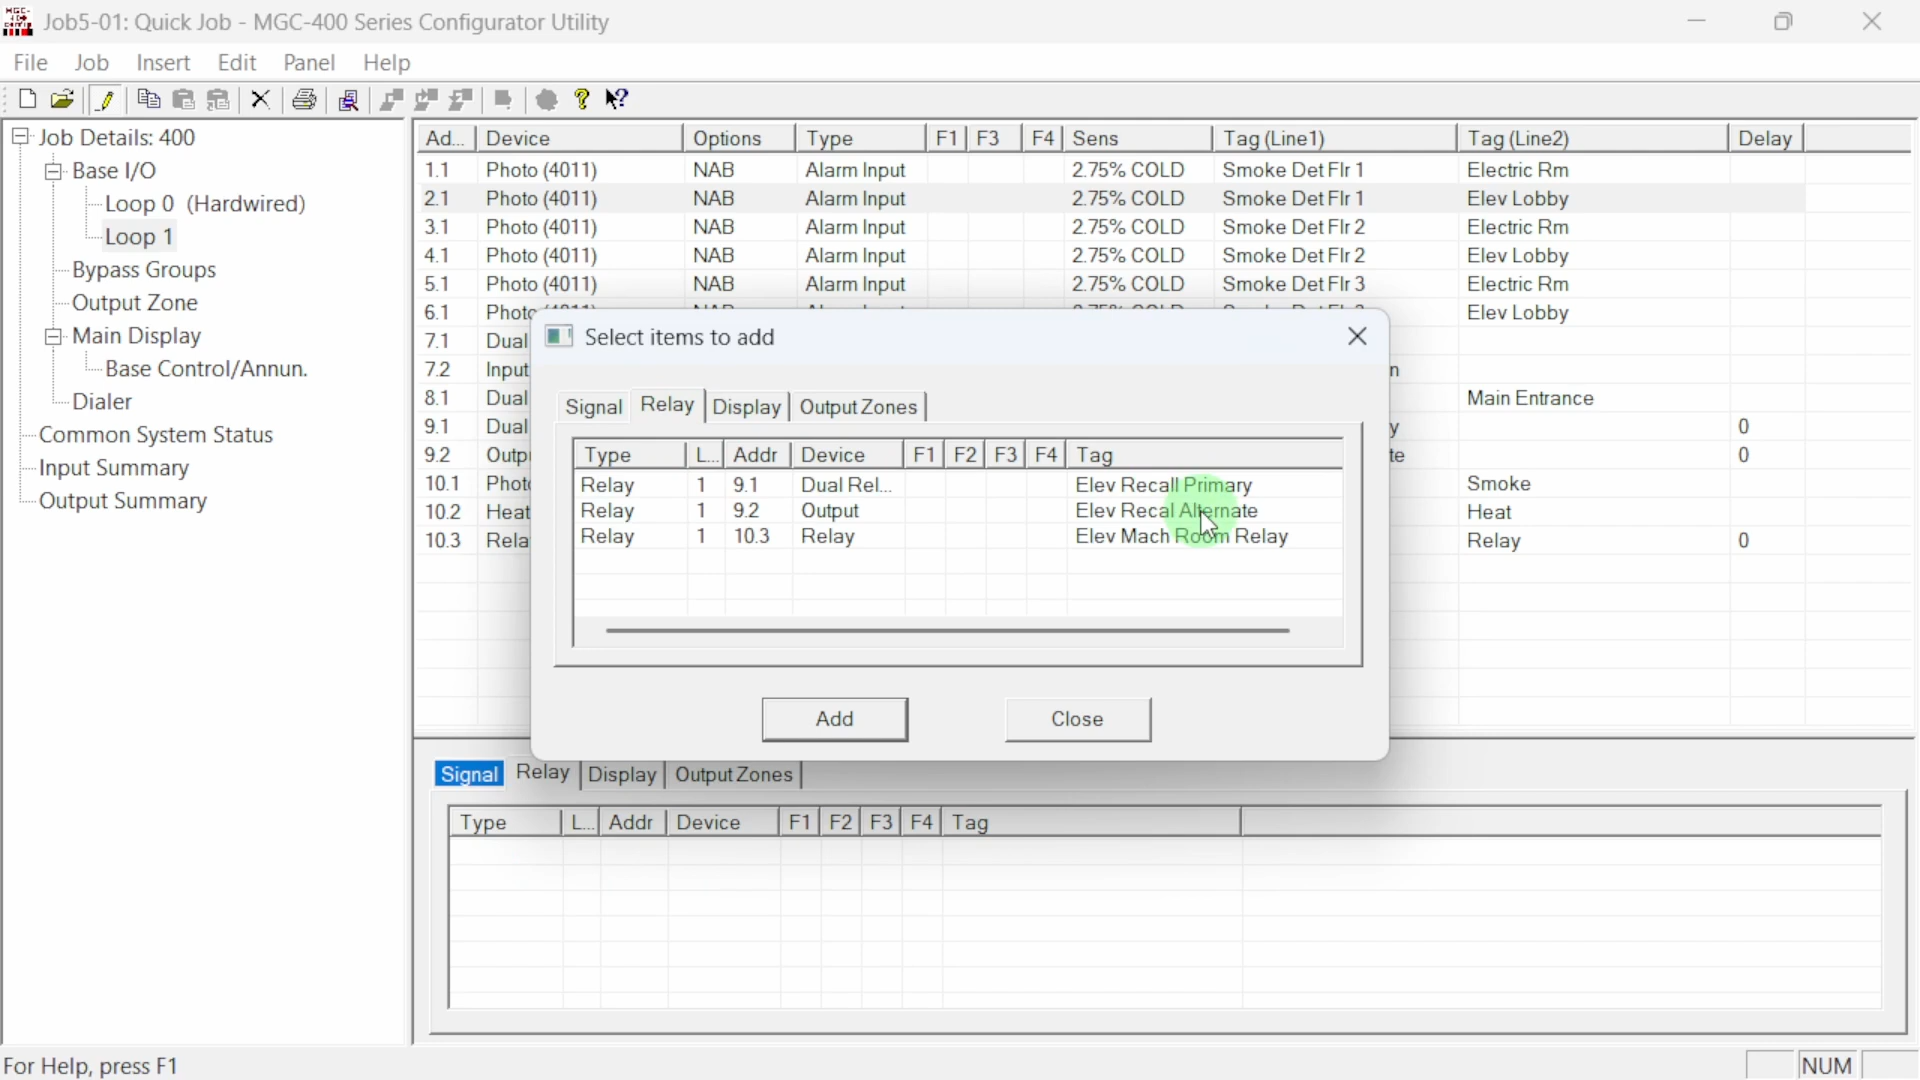 Job5-01: Quick Job - MGC-400 Series Configurator Utility
File Job Insert Edit Panel Help
Job Details: 400
Base I/O
Loop 0 (Hardwired)
Loop 1
Bypass Groups
Output Zone
Main Display
Base Control/Annun.
Dialer
Common System Status
Input Summary
Output Summary
Ad... Device Options Type F1 F3 F4 Sens Tag (Line1) Tag (Line2) Delay
1.1 Photo (4011) NAB Alarm Input 2.75% COLD Smoke Det Flr 1 Electric Rm
2.1 Photo (4011) NAB Alarm Input 2.75% COLD Smoke Det Flr 1 Elev Lobby
3.1 Photo (4011) NAB Alarm Input 2.75% COLD Smoke Det Flr 2 Electric Rm
4.1 Photo (4011) NAB Alarm Input 2.75% COLD Smoke Det Flr 2 Elev Lobby
5.1 Photo (4011) NAB Alarm Input 2.75% COLD Smoke Det Flr 3 Electric Rm
6.1 Elev Lobby
7.1 Dual
7.2 Input
8.1 Dual Main Entrance
9.1 Dual 0
9.2 0
10.1 Smoke
10.2 Heat Heat
10.3 Relay 0
Select items to add
Signal Relay Display Output Zones
Type L... Addr Device F1 F2 F3 F4 Tag
Relay 1 9.1 Dual Rel... Elev Recall Primary
Relay 1 9.2 Output Elev Recal Alternate
Relay 1 10.3 Relay Elev Mach Room Relay
Add Close
Signal Relay Display Output Zones
Type L... Addr Device F1 F2 F3 F4 Tag
For Help, press F1
NUM